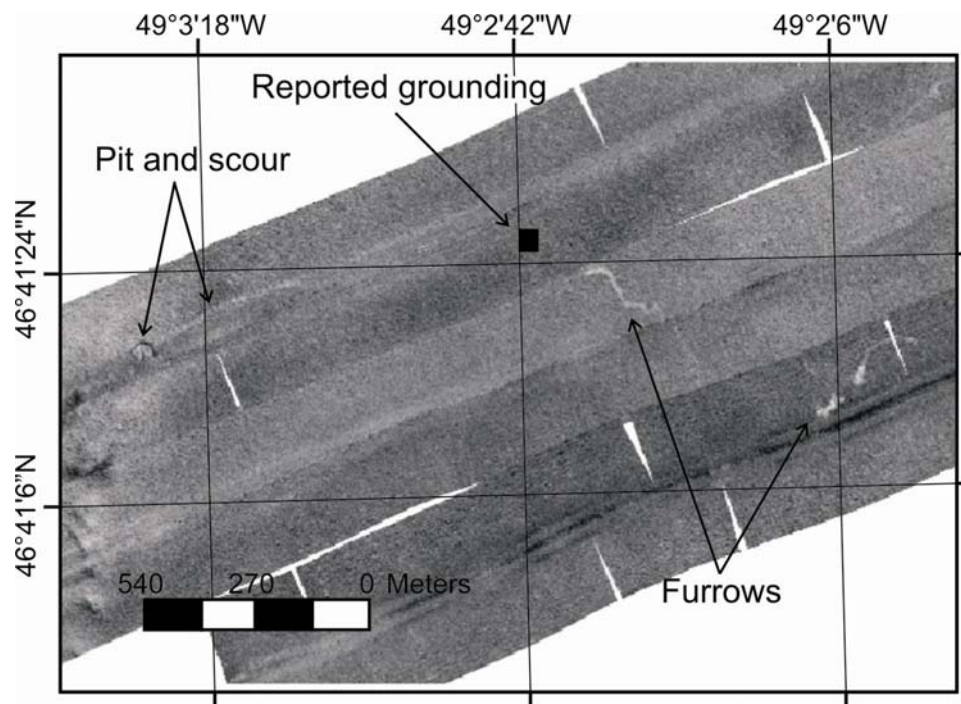 49°3'18"W 49°2'42"W 49°2'6"W
Reported grounding
Pit and scour
46°41'24"N
46°41'6"N
540 270 0 Meters
Furrows